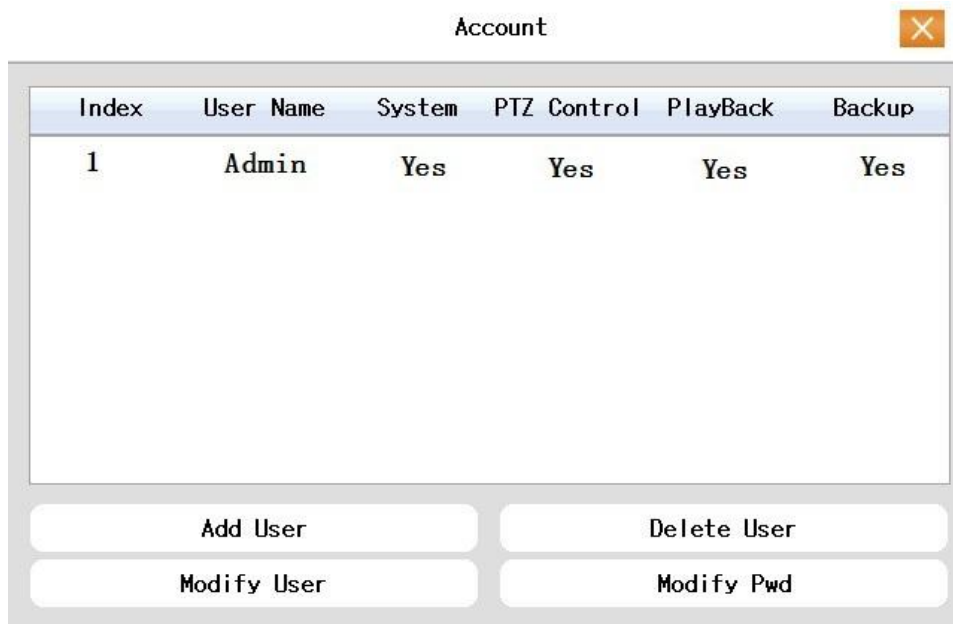 Account
Index User Name System PTZ Control PlayBack Backup
1 Admin Yes Yes Yes Yes
Add User Delete User
Modify User Modify Pwd